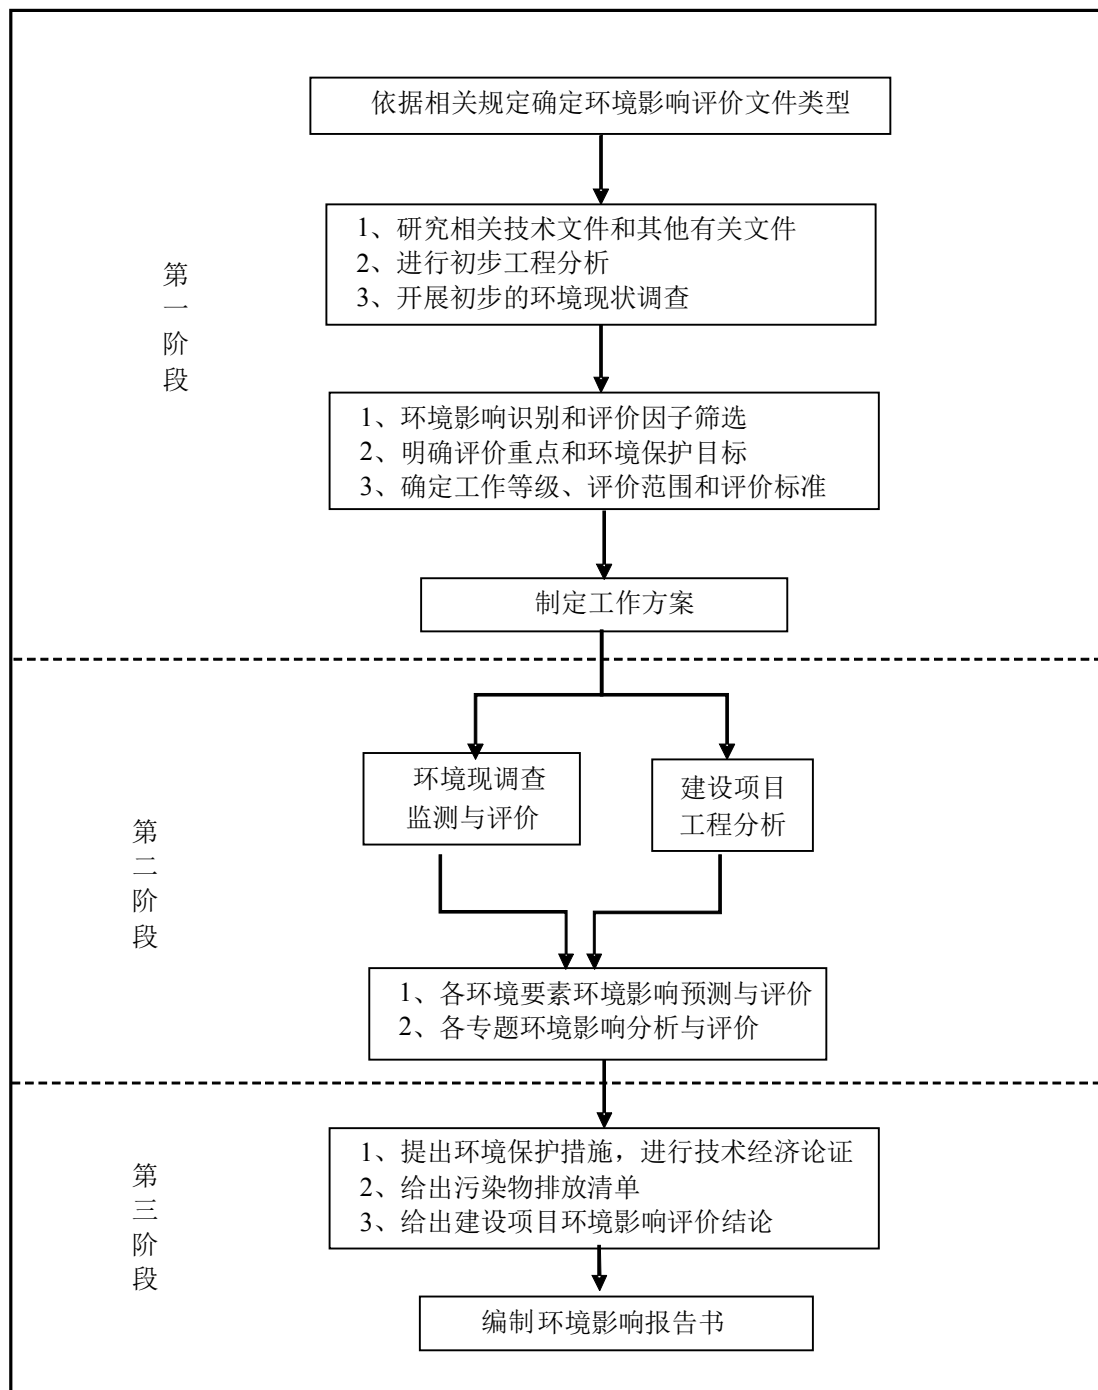 依据相关规定确定环境影响评价文件类型
1、研究相关技术文件和其他有关文件
2、进行初步工程分析
3、开展初步的环境现状调查
第一阶段
1、环境影响识别和评价因子筛选
2、明确评价重点和环境保护目标
3、确定工作等级、评价范围和评价标准
制定工作方案
环境现调查
监测与评价
建设项目
工程分析
第二阶段
1、各环境要素环境影响预测与评价
2、各专题环境影响分析与评价
1、提出环境保护措施，进行技术经济论证
2、给出污染物排放清单
3、给出建设项目环境影响评价结论
第三阶段
编制环境影响报告书